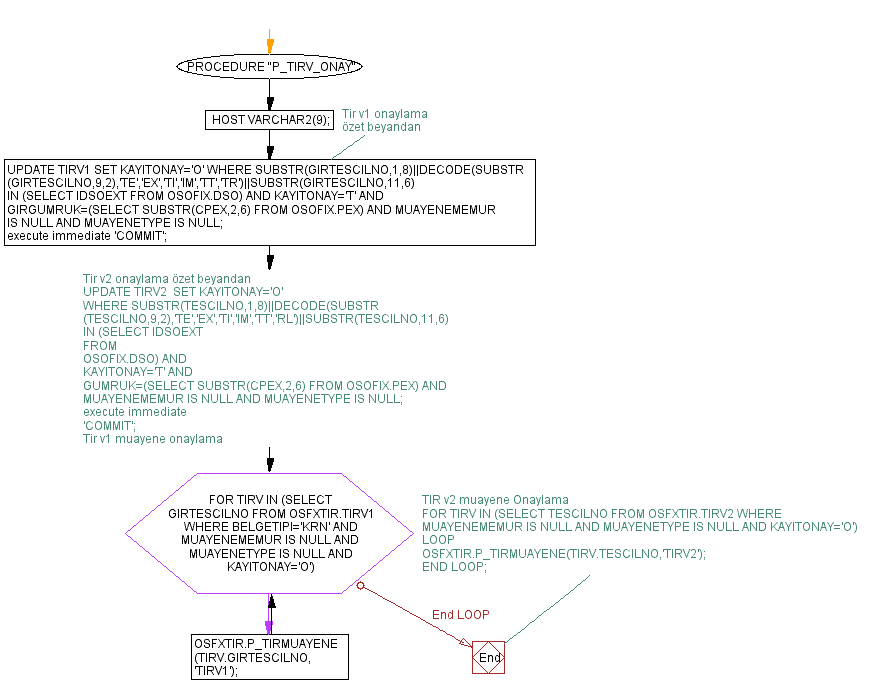 PROCEDURE "P_TIRV_ONAY"
HOST VARCHAR2(9);
Tir v1 onaylama
özet beyandan
UPDATE TIRV1 SET KAYITONAY='O' WHERE SUBSTR(GIRTESCILNO,1,8)||DECODE(SUBSTR
(GIRTESCILNO,9,2),'TE','EX','TI','IM','TT','TR')||SUBSTR(GIRTESCILNO,11,6)
IN (SELECT IDSOEXT FROM OSOFIX.DSO) AND KAYITONAY='T' AND
GIRGUMRUK=(SELECT SUBSTR(CPEX,2,6) FROM OSOFIX.PEX) AND MUAYENEMEMUR
IS NULL AND MUAYENETYPE IS NULL;
execute immediate 'COMMIT';
Tir v2 onaylama özet beyandan
UPDATE TIRV2  SET KAYITONAY='O'
WHERE SUBSTR(TESCILNO,1,8)||DECODE(SUBSTR
(TESCILNO,9,2),'TE','EX','TI','IM','TT','RL')||SUBSTR(TESCILNO,11,6)
IN (SELECT IDSOEXT
FROM
OSOFIX.DSO) AND
KAYITONAY='T' AND
GUMRUK=(SELECT SUBSTR(CPEX,2,6) FROM OSOFIX.PEX) AND
MUAYENEMEMUR IS NULL AND MUAYENETYPE IS NULL;
execute immediate
'COMMIT';
Tir v1 muayene onaylama
FOR TIRV IN (SELECT
GIRTESCILNO FROM OSFXTIR.TIRV1
WHERE BELGETIPI='KRN' AND
MUAYENEMEMUR IS NULL AND
MUAYENETYPE IS NULL AND
KAYITONAY='O')
TIR v2 muayene Onaylama
FOR TIRV IN (SELECT TESCILNO FROM OSFXTIR.TIRV2 WHERE
MUAYENEMEMUR IS NULL AND MUAYENETYPE IS NULL AND KAYITONAY='O')
LOOP
OSFXTIR.P_TIRMUAYENE(TIRV.TESCILNO,'TIRV2');
END LOOP;
End LOOP
OSFXTIR.P_TIRMUAYENE
(TIRV.GIRTESCILNO,
'TIRV1');
End